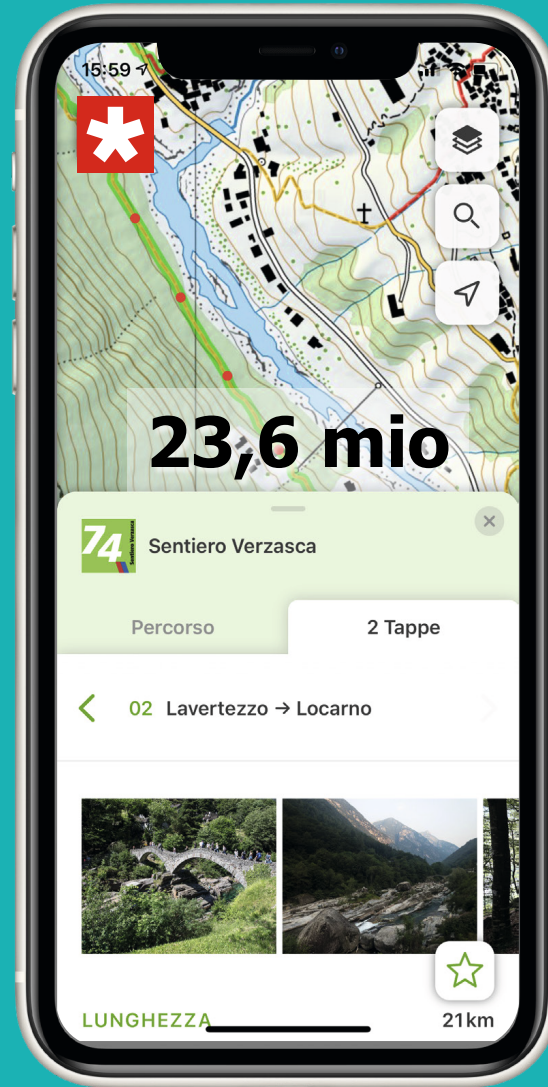 15:59
23,6 mio
74 Sentiero Verzasca
Sentiero Verzasca
Percorso
2 Tappe
02 Lavertezzo → Locarno
LUNGHEZZA
21km